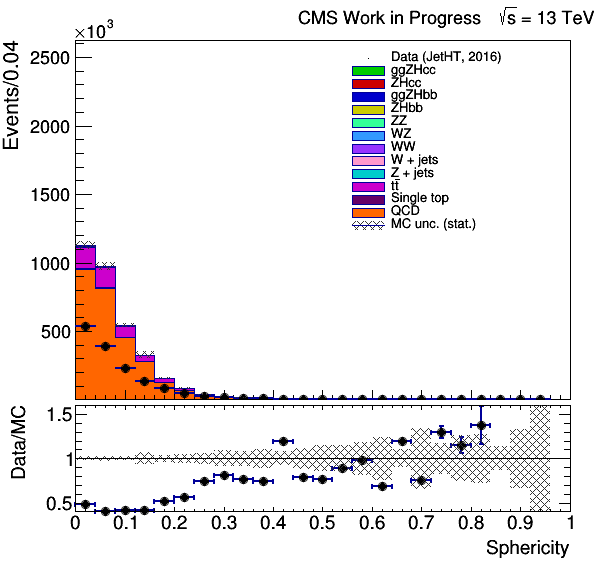 CMS Work in Progress √s = 13 TeV
×10³
Events/0.04
2500
2000
1500
1000
500
Data (JetHT, 2016)
ggZHcc
ZHcc
ggZHbb
ZHbb
ZZ
WZ
WW
W + jets
Z + jets
tt̄
Single top
QCD
MC unc. (stat.)
Data/MC
1.5
1
0.5
0 0.1 0.2 0.3 0.4 0.5 0.6 0.7 0.8 0.9 1
Sphericity